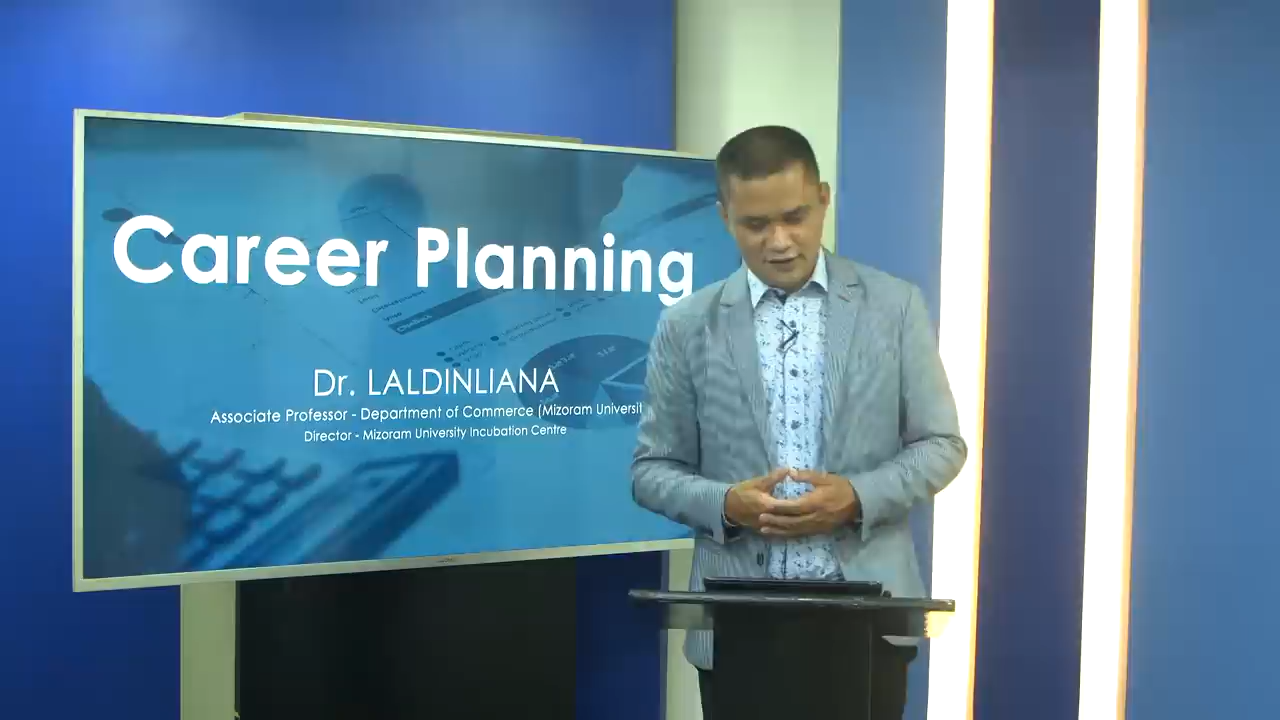 Career Planning
Dr. LALDINLIANA
Associate Professor - Department of Commerce (Mizoram Universit
Director - Mizoram University Incubation Centre